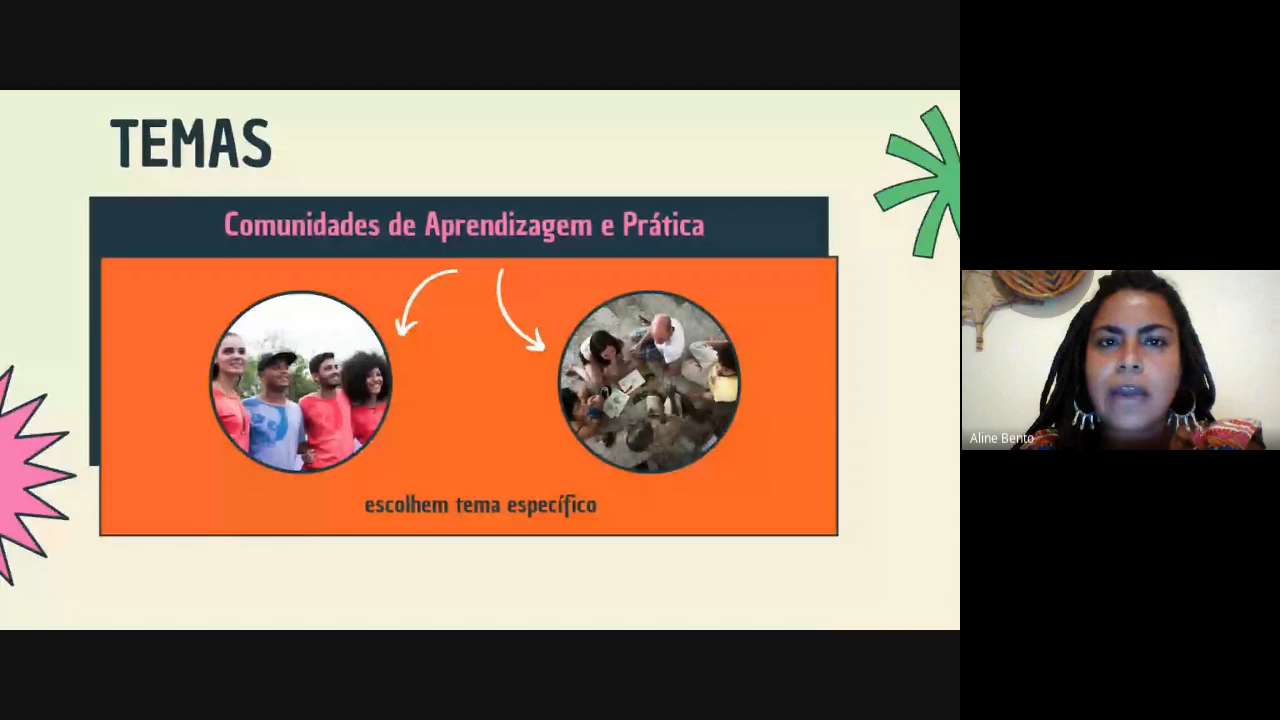 TEMAS
Comunidades de Aprendizagem e Prática
escolhem tema específico
Aline Bento